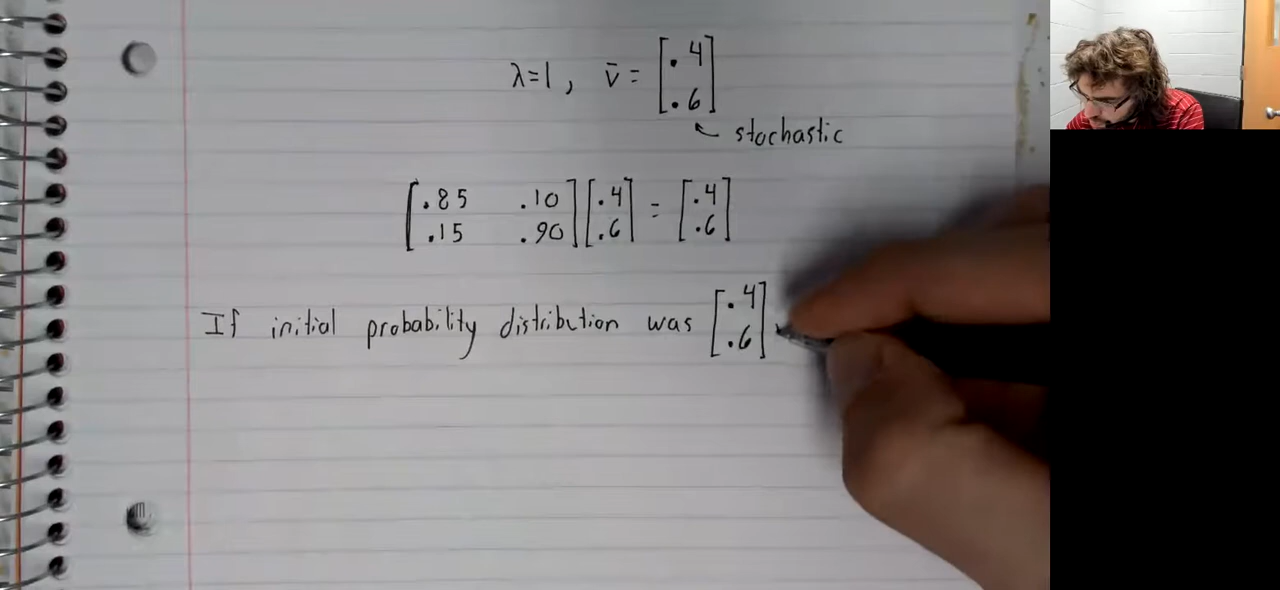 λ=1, v̄ = [.4 .6]
stochastic
[.85 .10 .15 .90] [.4 .6] = [.4 .6]
If initial probability distribution was [.4 .6]